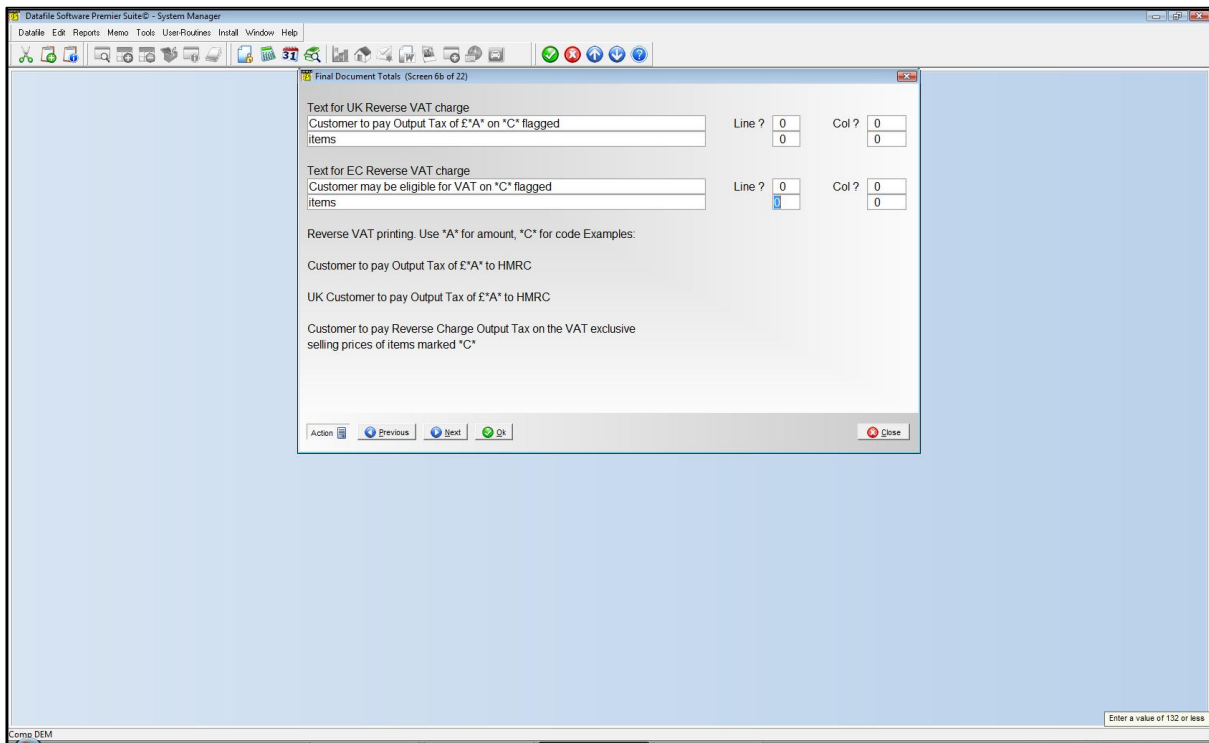 Datafile Software Premier Suite© - System Manager
Datafile Edit Reports Memo Tools User-Routines Install Window Help
31
Final Document Totals (Screen 6b of 22)
Text for UK Reverse VAT charge
Customer to pay Output Tax of £*A* on *C* flagged Line ? 0 Col ? 0
items 0 0
Text for EC Reverse VAT charge
Customer may be eligible for VAT on *C* flagged Line ? 0 Col ? 0
items 0 0
Reverse VAT printing. Use *A* for amount, *C* for code Examples:
Customer to pay Output Tax of £*A* to HMRC
UK Customer to pay Output Tax of £*A* to HMRC
Customer to pay Reverse Charge Output Tax on the VAT exclusive
selling prices of items marked *C*
Action Previous Next Ok Close
Enter a value of 132 or less
Comp DEM